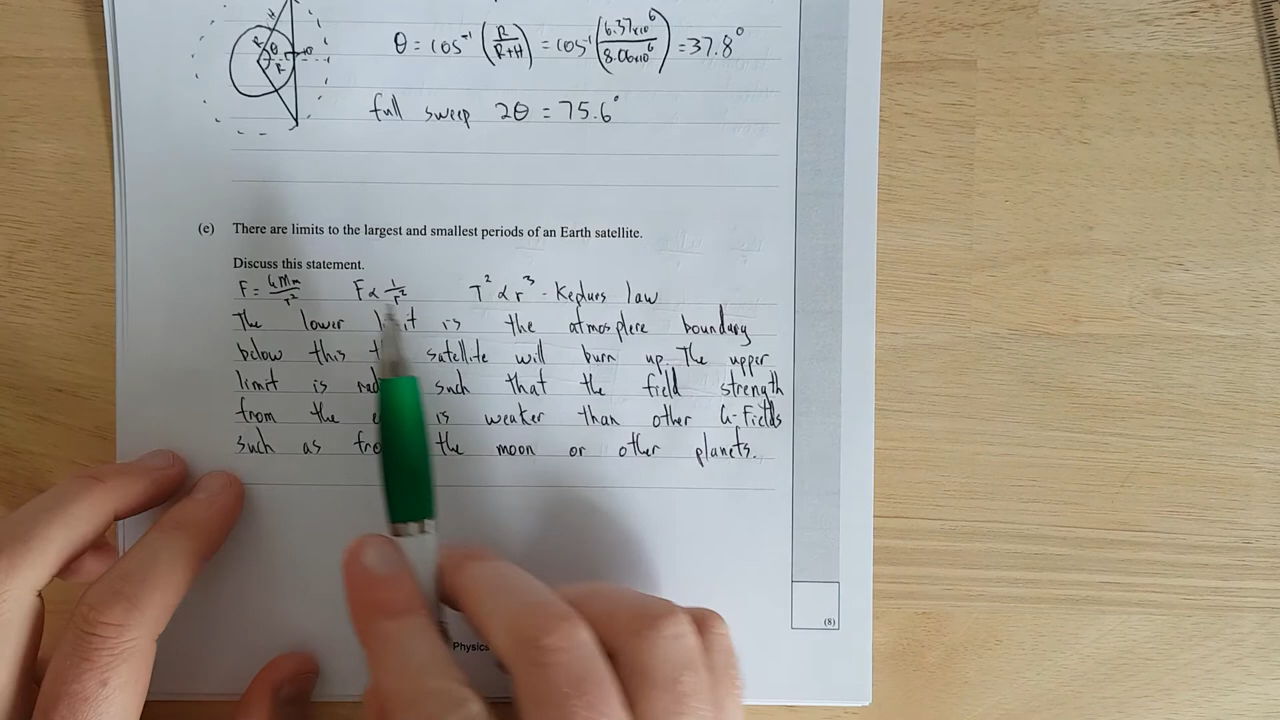 H
R θ R
θ = cos⁻¹ (R/R+H) = cos⁻¹ (6.37x10⁶/8.06x10⁶) = 37.8°
full sweep 2θ = 75.6°
(e) There are limits to the largest and smallest periods of an Earth satellite.
Discuss this statement.
F = GMm/r² F ∝ 1/r² T² ∝ r³ - Keplers law
The lower is the atmosplere boundary
below this satellite will burn up. The upper
limit is such that the field strength
from the is weaker than other G-Fields
such as the moon or other planets.
(8)
Physics